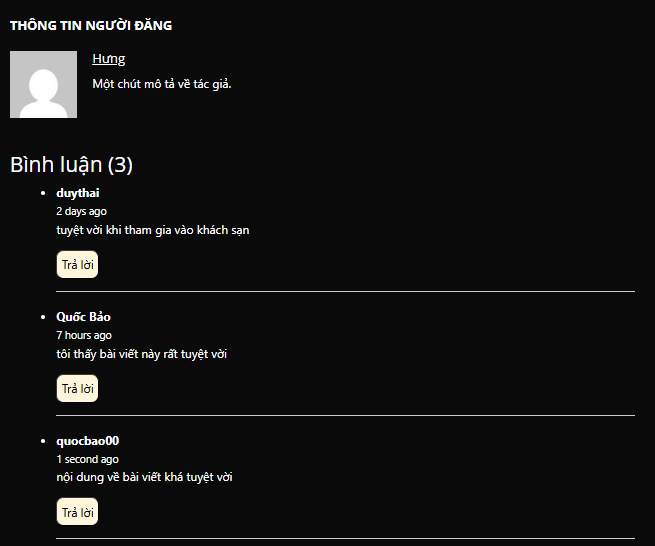 THÔNG TIN NGƯỜI ĐĂNG
Hưng
Một chút mô tả về tác giả.
Bình luận (3)
duythai
2 days ago
tuyệt vời khi tham gia vào khách sạn
Trả lời
Quốc Bảo
7 hours ago
tôi thấy bài viết này rất tuyệt vời
Trả lời
quocbao00
1 second ago
nội dung về bài viết khá tuyệt vời
Trả lời